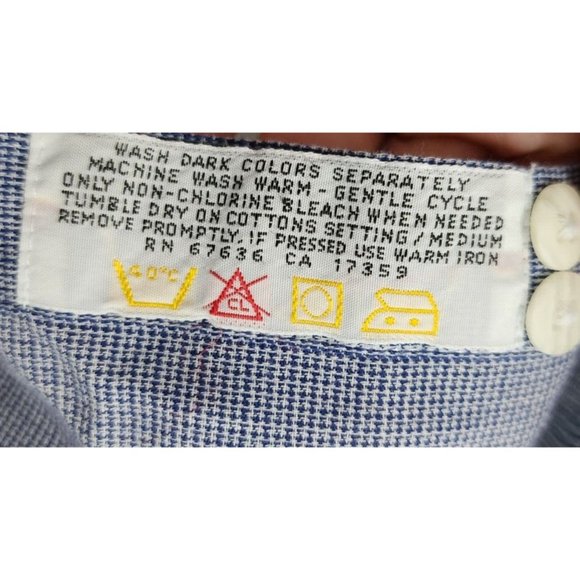 WASH DARK COLORS SEPARATELY
MACHINE WASH WARM - GENTLE CYCLE
ONLY NON-CHLORINE BLEACH WHEN NEEDED
TUMBLE DRY ON COTTONS SETTING / MEDIUM
REMOVE PROMPTLY. IF PRESSED USE WARM IRON
RN 67636 CA 17359
40°C CL